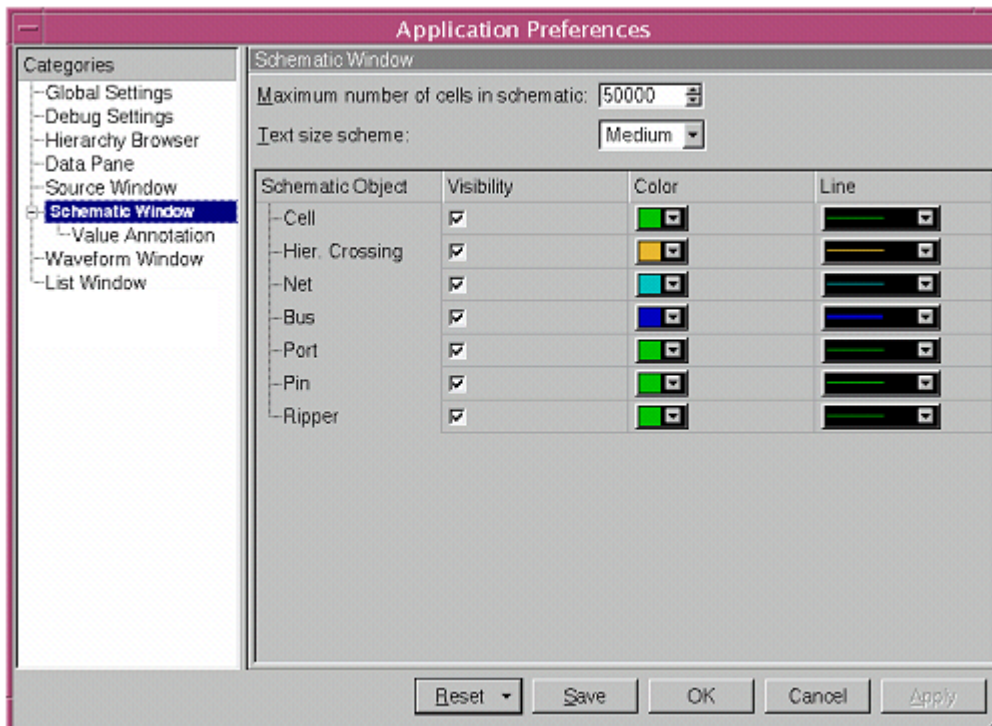 Application Preferences
Categories
Global Settings
Debug Settings
Hierarchy Browser
Data Pane
Source Window
Schematic Window
Value Annotation
Waveform Window
List Window
Schematic Window
Maximum number of cells in schematic: 50000
Text size scheme: Medium
Schematic Object Visibility Color Line
Cell
Hier. Crossing
Net
Bus
Port
Pin
Ripper
Reset Save OK Cancel Apply